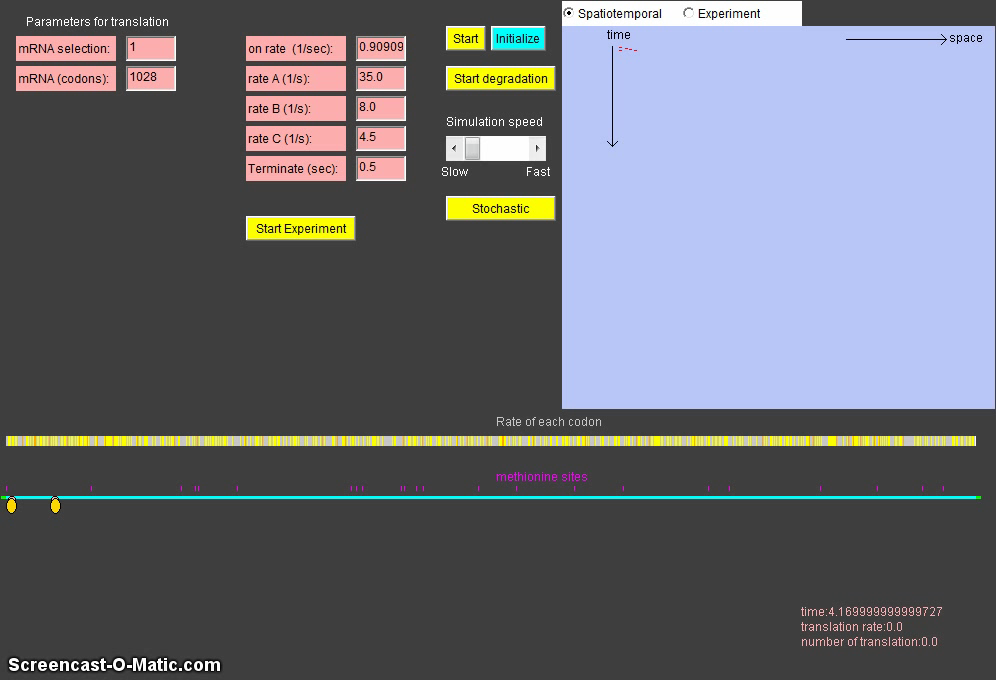 Parameters for translation
mRNA selection: 1
mRNA (codons): 1028
on rate (1/sec): 0.90909
rate A (1/s): 35.0
rate B (1/s): 8.0
rate C (1/s): 4.5
Terminate (sec): 0.5
Start Experiment
Start Initialize
Start degradation
Simulation speed
Slow Fast
Stochastic
Spatiotemporal Experiment
time space
Rate of each codon
methionine sites
time:4.169999999999727
translation rate:0.0
number of translation:0.0
Screencast-O-Matic.com